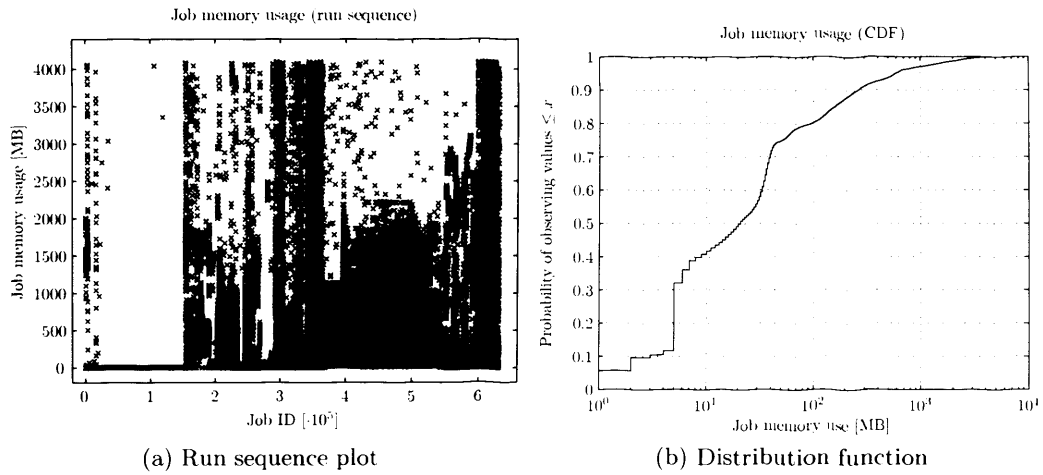 Job memory usage (run sequence)
4000
3500
3000
2500
2000
1500
1000
500
0
Job memory usage [MB]
0 1 2 3 4 5 6
Job ID [·10⁵]
(a) Run sequence plot
Job memory usage (CDF)
1
0.9
0.8
0.7
0.6
0.5
0.4
0.3
0.2
0.1
0
Probability of observing values < x
10⁰ 10¹ 10² 10³ 10⁴
Job memory use [MB]
(b) Distribution function